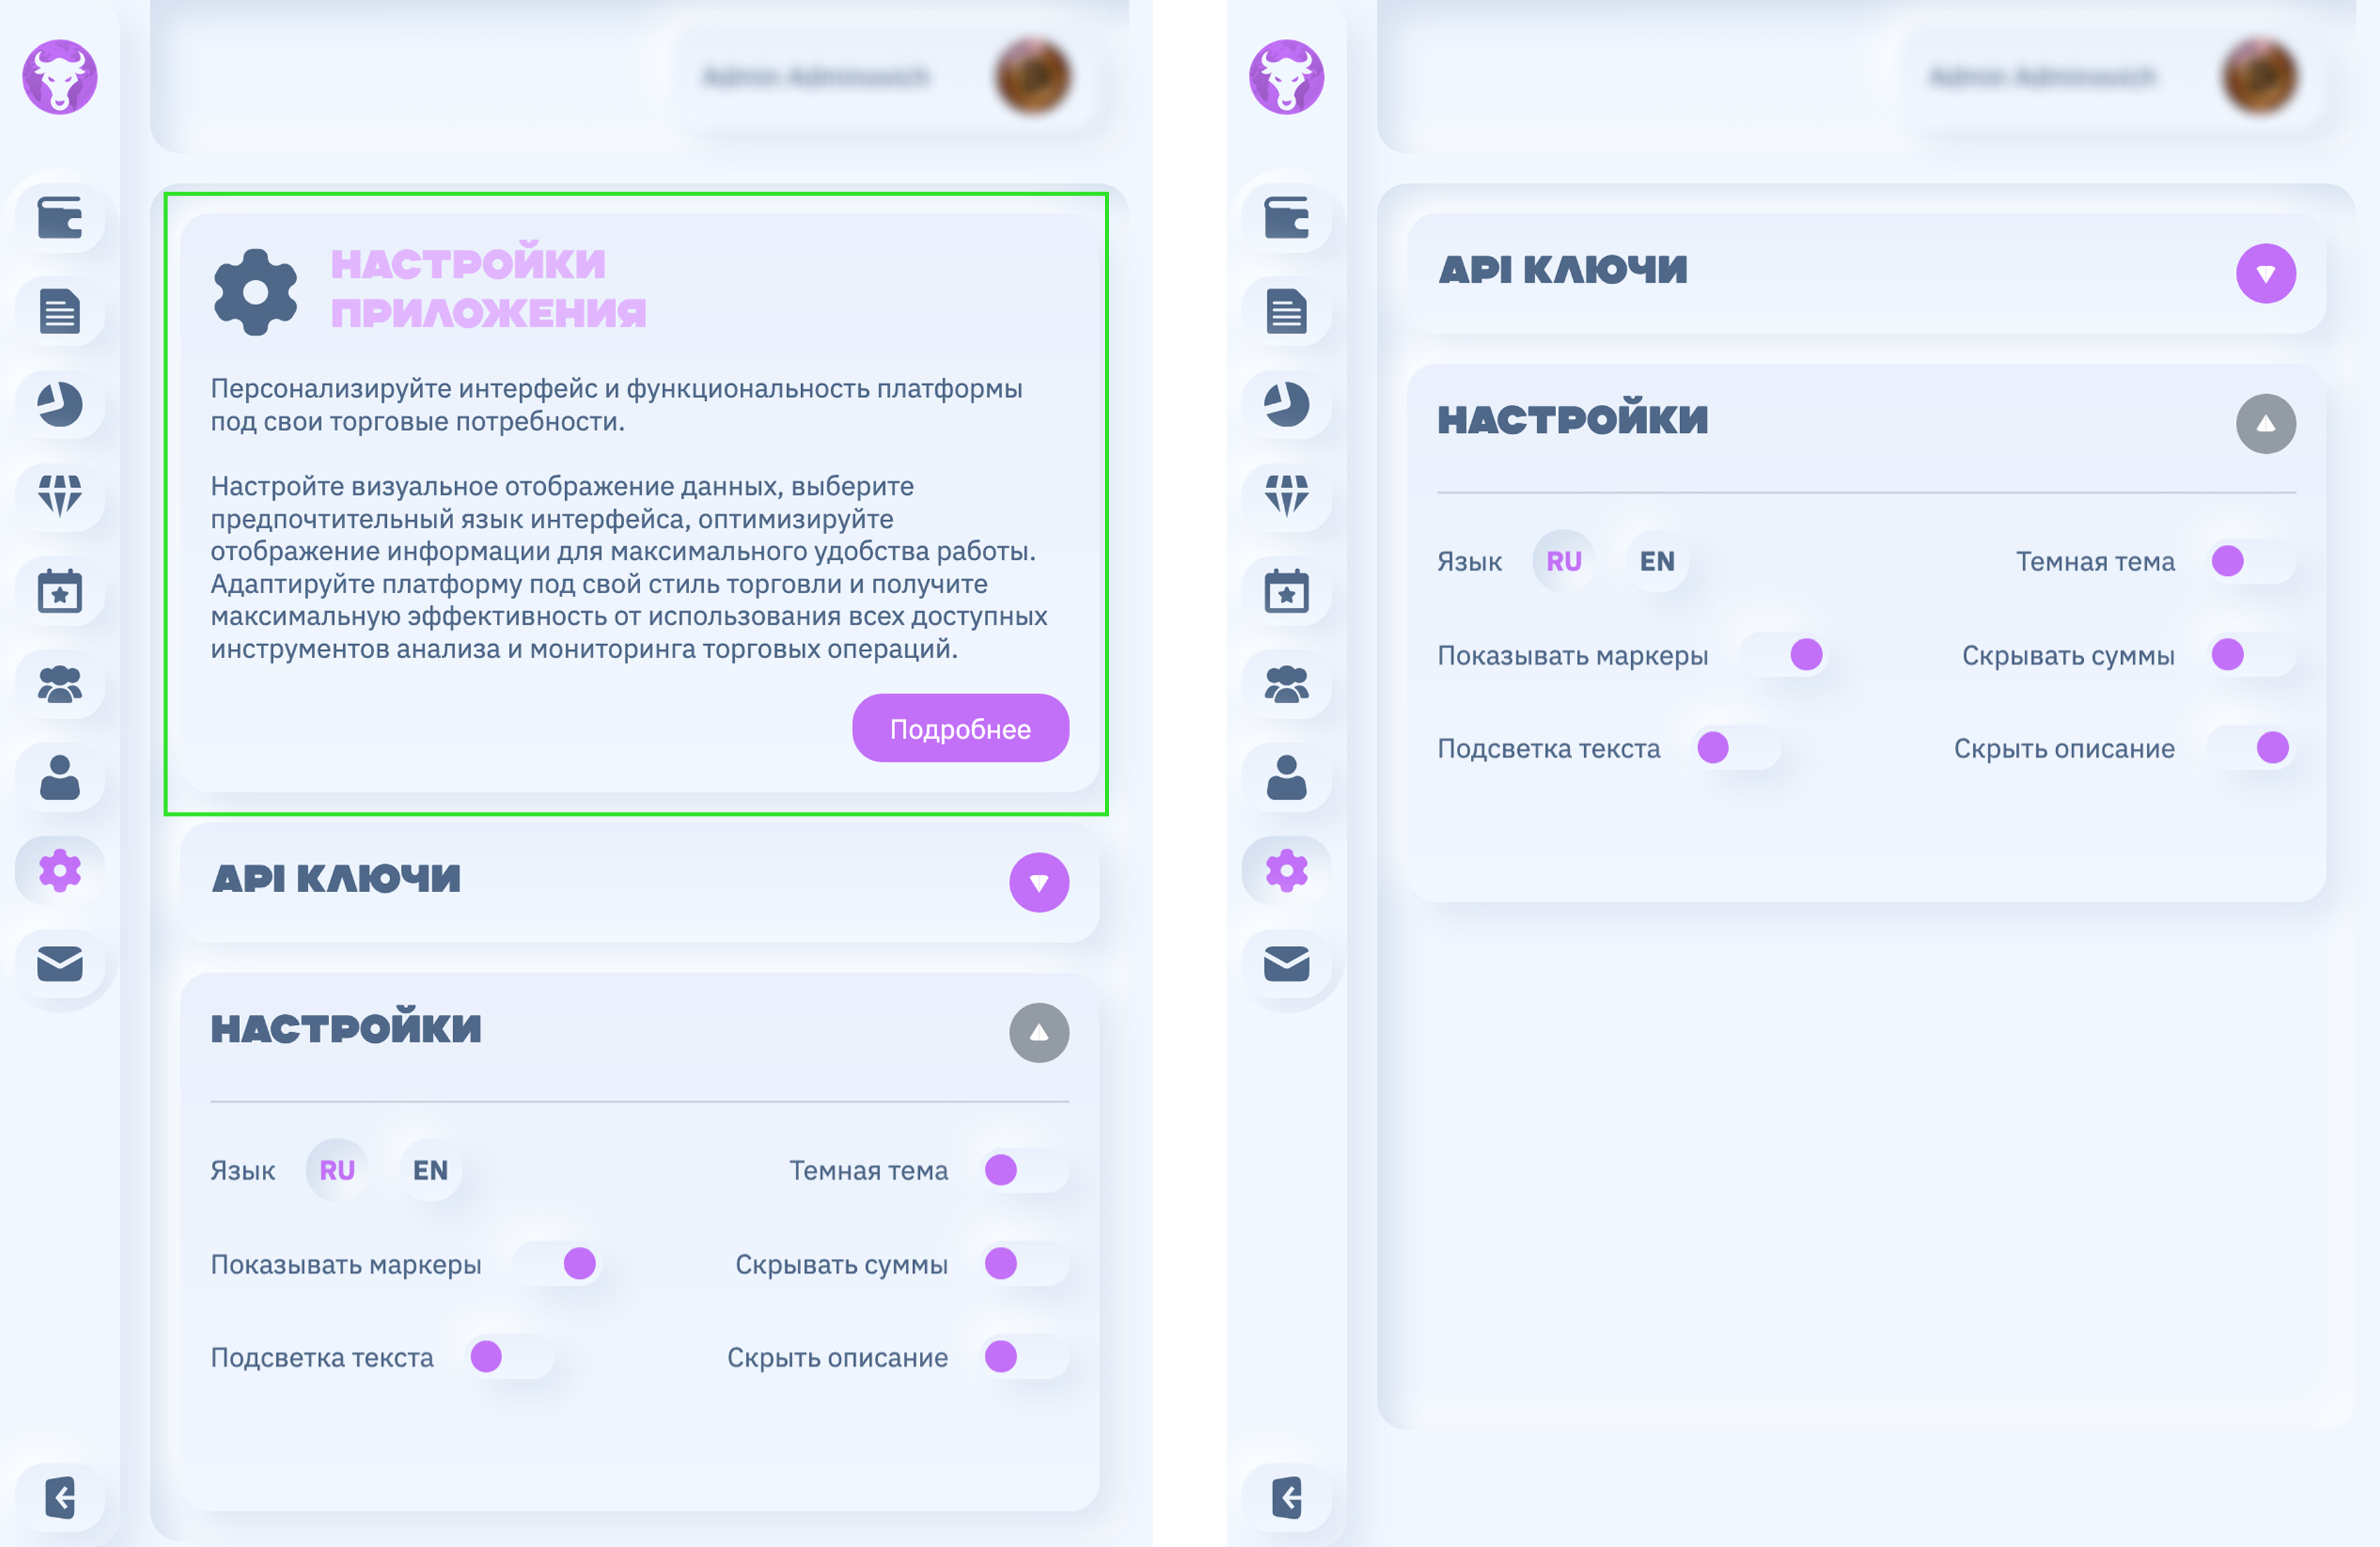 НАСТРОЙКИ
ПРИЛОЖЕНИЯ
Персонализируйте интерфейс и функциональность платформы
под свои торговые потребности.
Настройте визуальное отображение данных, выберите
предпочтительный язык интерфейса, оптимизируйте
отображение информации для максимального удобства работы.
Адаптируйте платформу под свой стиль торговли и получите
максимальную эффективность от использования всех доступных
инструментов анализа и мониторинга торговых операций.
Подробнее
API КЛЮЧИ
НАСТРОЙКИ
Язык RU EN Темная тема
Показывать маркеры Скрывать суммы
Подсветка текста Скрыть описание
API КЛЮЧИ
НАСТРОЙКИ
Язык RU EN Темная тема
Показывать маркеры Скрывать суммы
Подсветка текста Скрыть описание